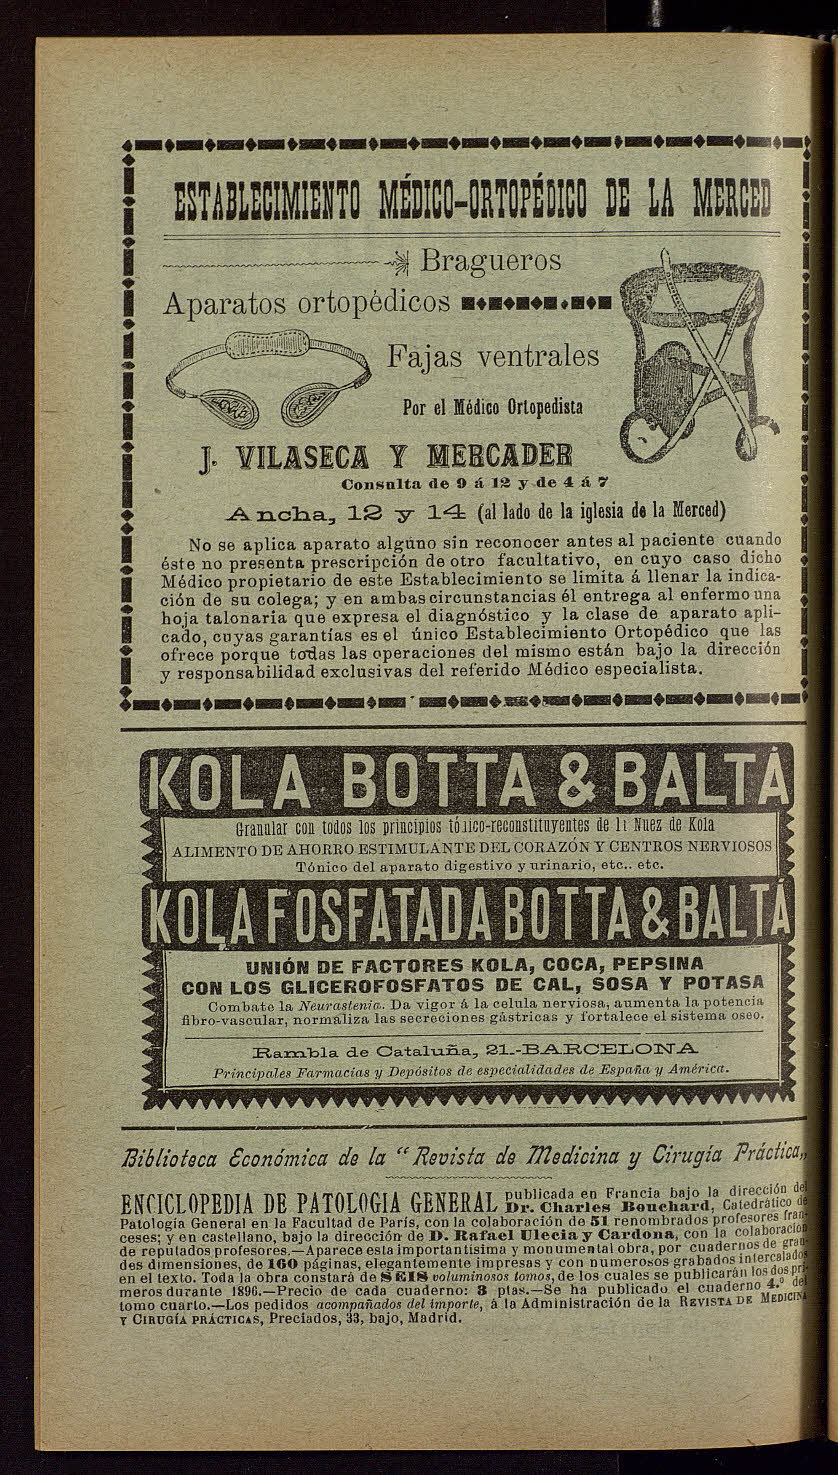 ESTABLECIMIENTO MÉDICO-ORTOPÉDICO DE LA MERCED
Bragueros
Aparatos ortopédicos
Fajas ventrales
Por el Médico Ortopedista
J. VILASECA Y MERCADER
Consulta de 9 á 12 y de 4 á 7
Ancha, 12 y 14 (al lado de la iglesia de la Merced)
No se aplica aparato alguno sin reconocer antes al paciente cuando
éste no presenta prescripción de otro facultativo, en cuyo caso dicho
Médico propietario de este Establecimiento se limita á llenar la indica-
ción de su colega; y en ambas circunstancias él entrega al enfermo una
hoja talonaria que expresa el diagnóstico y la clase de aparato apli-
cado, cuyas garantías es el único Establecimiento Ortopédico que las
ofrece porque todas las operaciones del mismo están bajo la dirección
y responsabilidad exclusivas del referido Médico especialista.
KOLA BOTTA & BALTÁ
Granular con todos los principios tónico-reconstituyentes de la Nuez de Kola
ALIMENTO DE AHORRO ESTIMULANTE DEL CORAZÓN Y CENTROS NERVIOSOS
Tónico del aparato digestivo y urinario, etc.. etc.
KOLA FOSFATADA BOTTA & BALTÁ
UNIÓN DE FACTORES KOLA, COCA, PEPSINA
CON LOS GLICEROFOSFATOS DE CAL, SOSA Y POTASA
Combate la Neurastenia. Da vigor á la celula nerviosa, aumenta la potencia
fibro-vascular, normaliza las secreciones gástricas y fortalece el sistema oseo.
Rambla de Cataluña, 21.-BARCELONA
Principales Farmacias y Depósitos de especialidades de España y América.
Biblioteca Económica de la “Revista de Medicina y Cirugía Práctica„
ENCICLOPEDIA DE PATOLOGIA GENERAL publicada en Francia bajo la dirección del
Dr. Charles Bouchard, Catedrático de
Patología General en la Facultad de París, con la colaboración de 51 renombrados profesores fran-
ceses; y en castellano, bajo la dirección de D. Rafael Ulecia y Cardona, con la colaboración
de reputados profesores.—Aparece esta importantísima y monumental obra, por cuadernos de gran-
des dimensiones, de 160 páginas, elegantemente impresas y con numerosos grabados intercalados
en el texto. Toda la obra constará de SEIS voluminosos tomos, de los cuales se publicarán los dos pri-
meros durante 1896.—Precio de cada cuaderno: 3 ptas.—Se ha publicado el cuaderno 4.º del
tomo cuarto.—Los pedidos acompañados del importe, á la Administración de la REVISTA DE MEDICINA
Y CIRUGÍA PRÁCTICAS, Preciados, 33, bajo, Madrid.